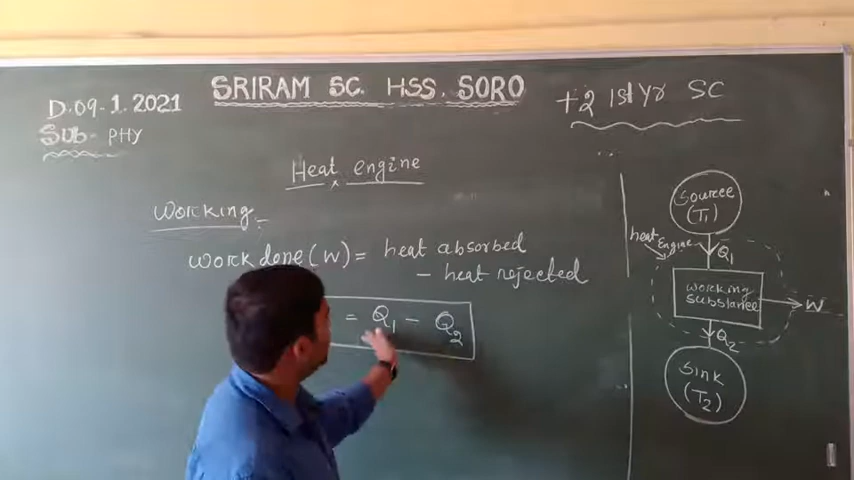 D.09-1.2021
SRIRAM SC. HSS. SORO
+2 1st Yr SC
Sub- PHY
Heat engine
Working:-
Work done (W) = heat absorbed
- heat rejected
= Q1 - Q2
Source
(T1)
heat Engine
Q1
Working
Substance
W
Q2
Sink
(T2)